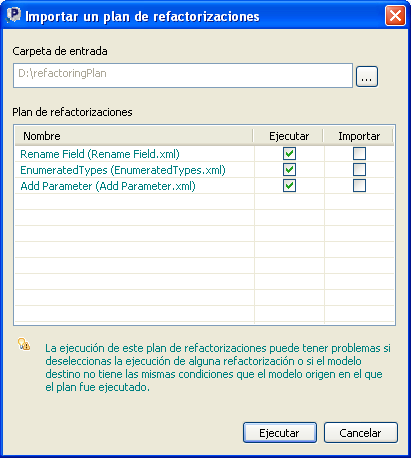 Importar un plan de refactorizaciones
Carpeta de entrada
D:\refactoringPlan
...
Plan de refactorizaciones
Nombre Ejecutar Importar
Rename Field (Rename Field.xml)
EnumeratedTypes (EnumeratedTypes.xml)
Add Parameter (Add Parameter.xml)
La ejecución de este plan de refactorizaciones puede tener problemas si
deseleccionas la ejecución de alguna refactorización o si el modelo
destino no tiene las mismas condiciones que el modelo origen en el que
el plan fue ejecutado.
Ejecutar Cancelar